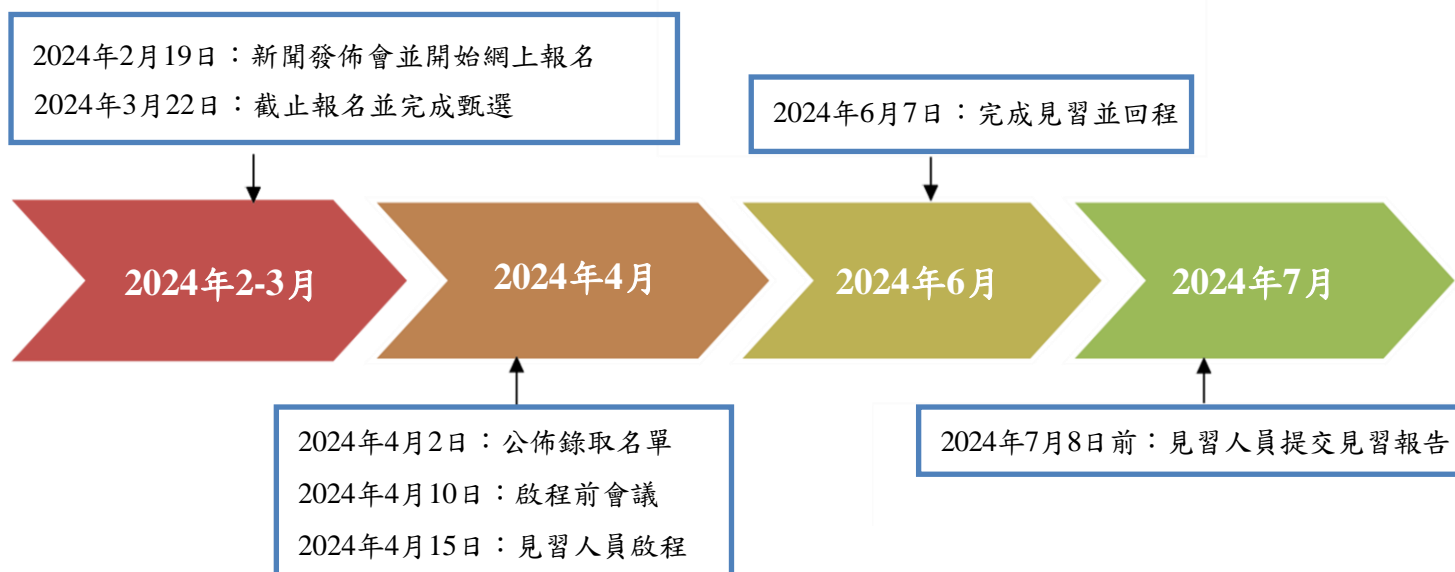 2024年2月19日：新聞發佈會並開始網上報名
2024年3月22日：截止報名並完成甄選
2024年6月7日：完成見習並回程
2024年2-3月
2024年4月
2024年6月
2024年7月
2024年4月2日：公佈錄取名單
2024年4月10日：啟程前會議
2024年4月15日：見習人員啟程
2024年7月8日前：見習人員提交見習報告